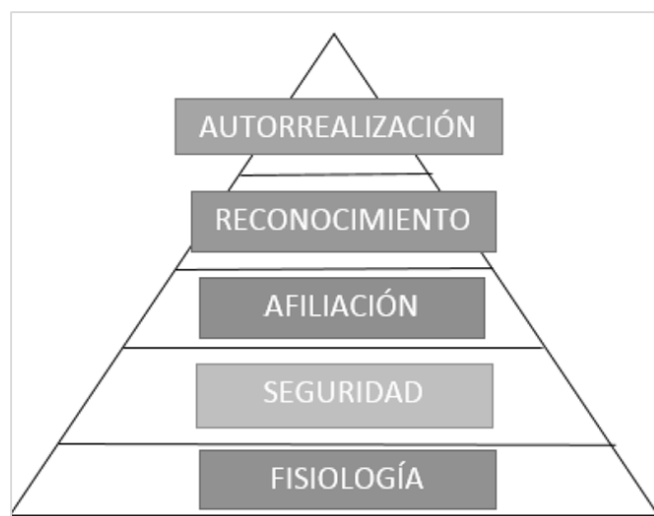 AUTORREALIZACIÓN
RECONOCIMIENTO
AFILIACIÓN
SEGURIDAD
FISIOLOGÍA